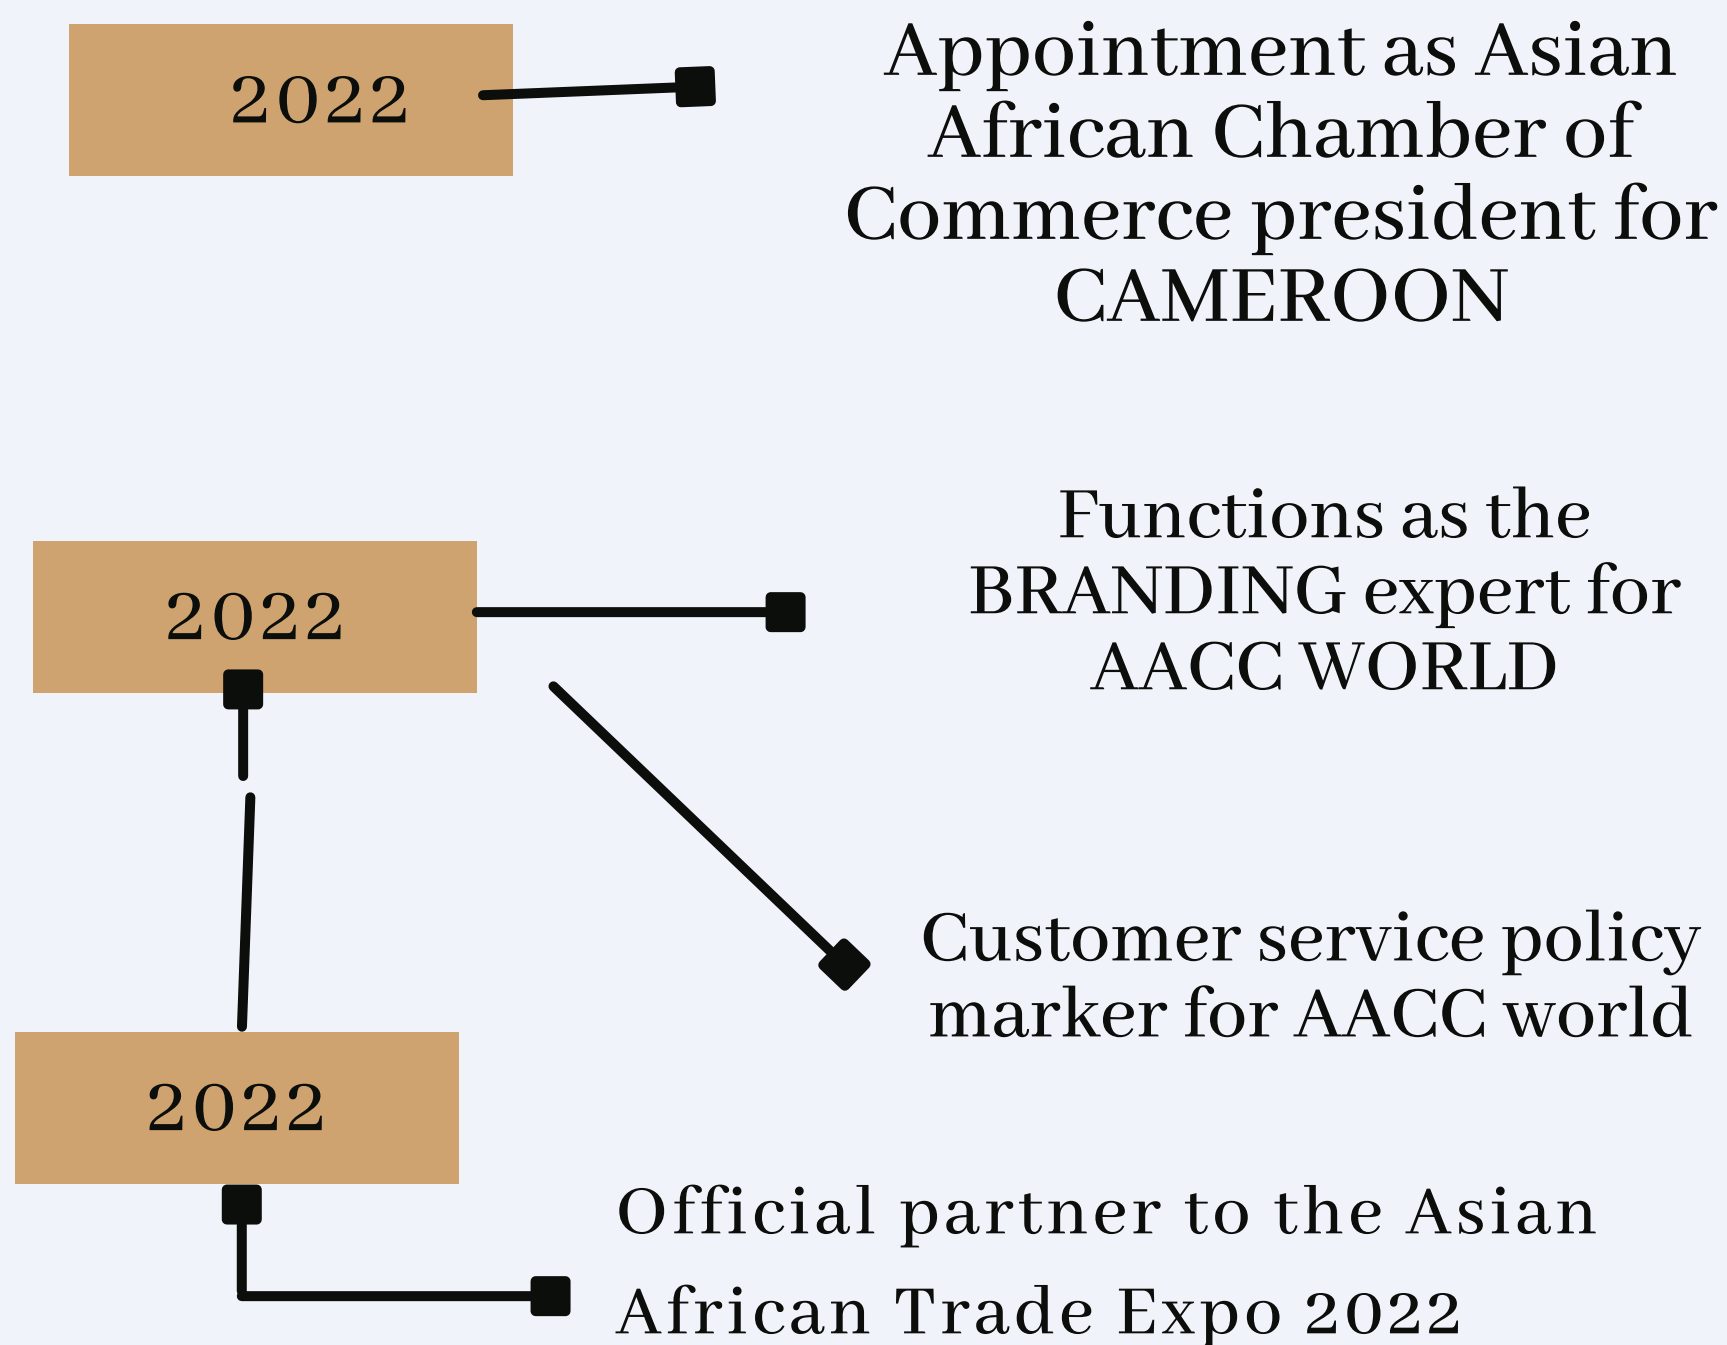 2022
Appointment as Asian
African Chamber of
Commerce president for
CAMEROON
2022
Functions as the
BRANDING expert for
AACC WORLD
Customer service policy
marker for AACC world
2022
Official partner to the Asian
African Trade Expo 2022